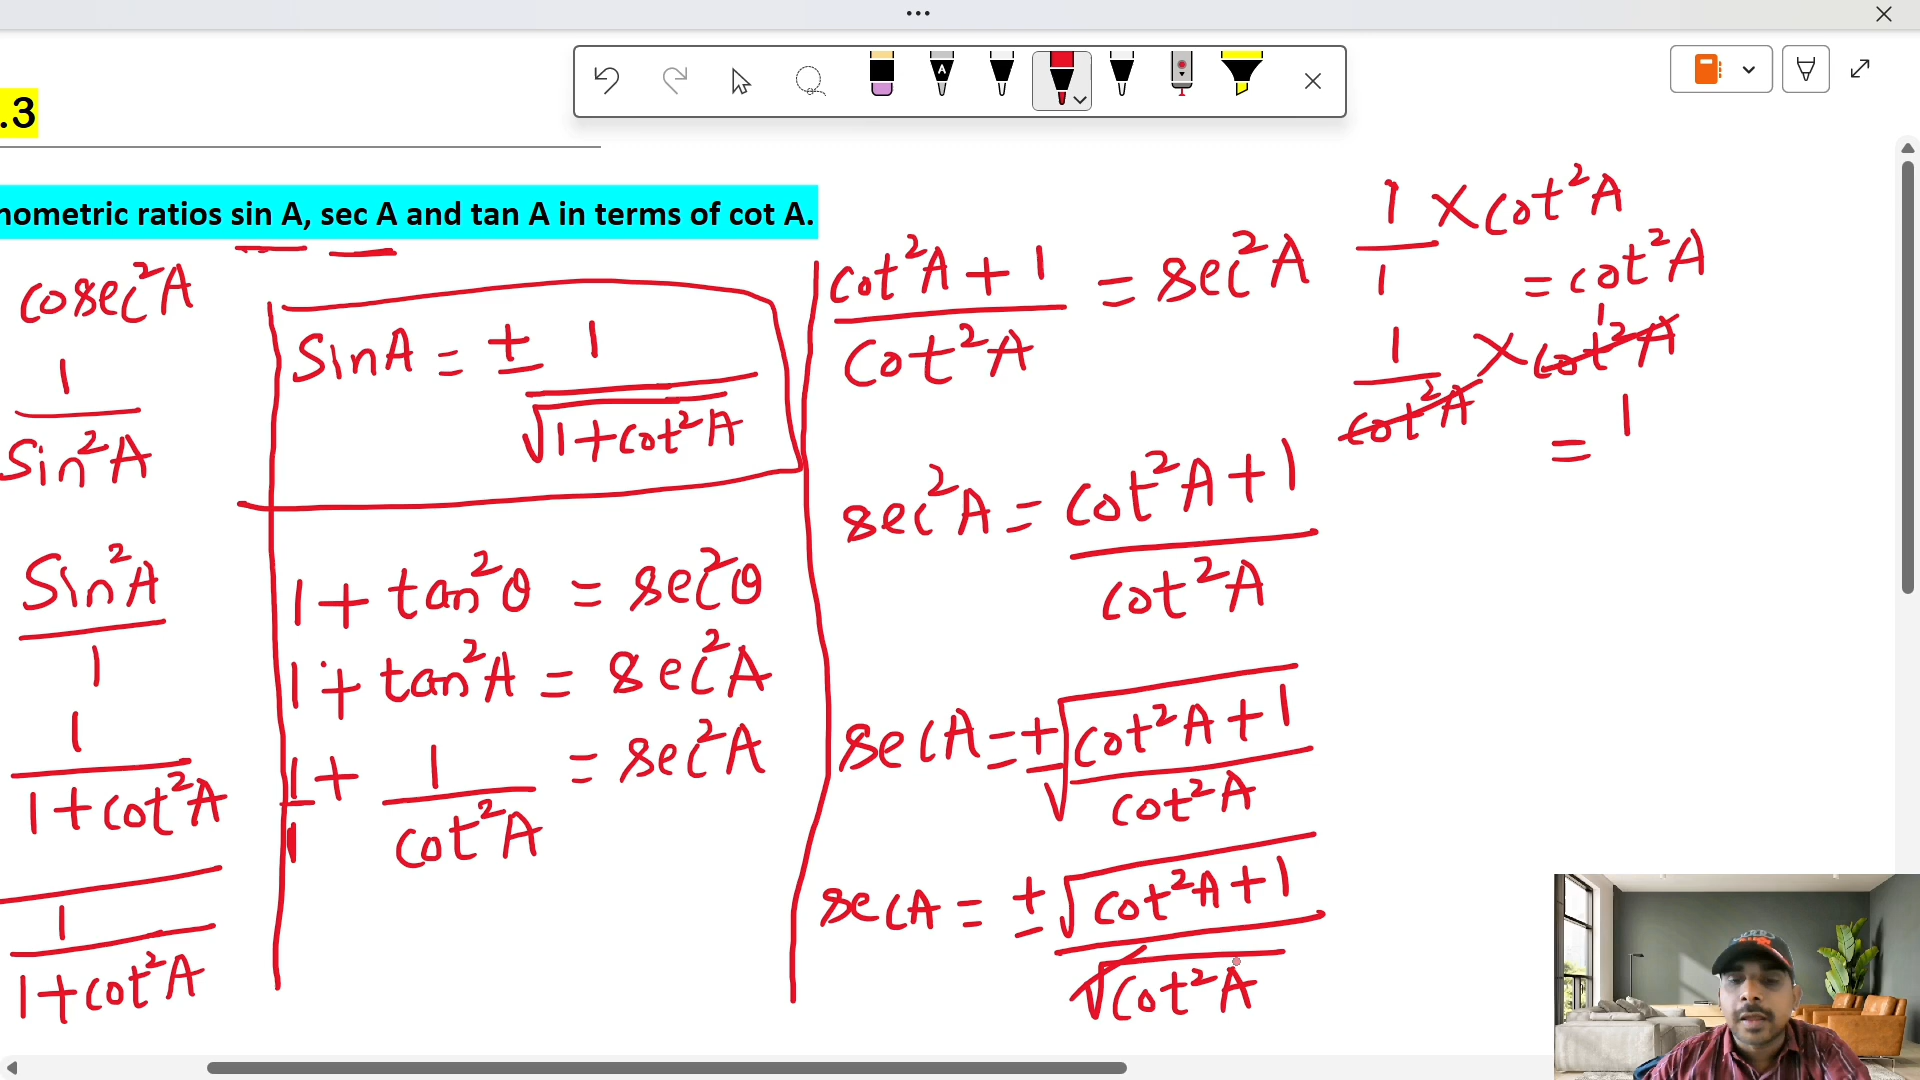 .3
nometric ratios sin A, sec A and tan A in terms of cot A.
cosec²A
1
sin²A
Sin²A
1
1
1+cot²A
1
1+cot²A
SinA = ± 1
√1+cot²A
1 + tan²θ = sec²θ
1 + tan²A = sec²A
1 + 1 = sec²A
1 cot²A
cot²A + 1 = sec²A
cot²A
sec²A = cot²A + 1
cot²A
secA = ±√cot²A + 1
cot²A
secA = ±√cot²A + 1
√cot²A
1 × cot²A
1
= cot²A
1
1 × cot²A
cot²A
= 1